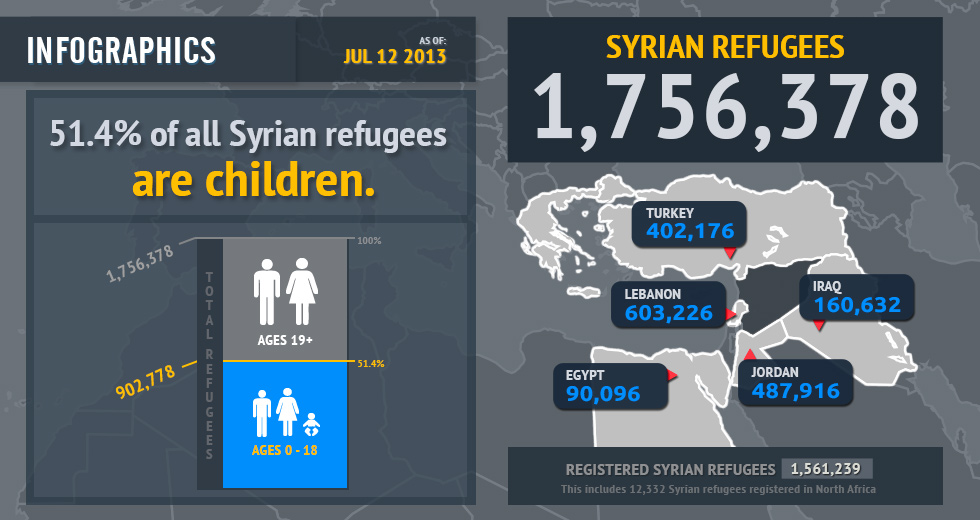 INFOGRAPHICS
AS OF:
JUL 12 2013
51.4% of all Syrian refugees
are children.
1,756,378
100%
TOTAL REFUGEES
AGES 19+
902,778
51.4%
AGES 0 - 18
SYRIAN REFUGEES
1,756,378
TURKEY
402,176
LEBANON
603,226
IRAQ
160,632
EGYPT
90,096
JORDAN
487,916
REGISTERED SYRIAN REFUGEES 1,561,239
This includes 12,332 Syrian refugees registered in North Africa